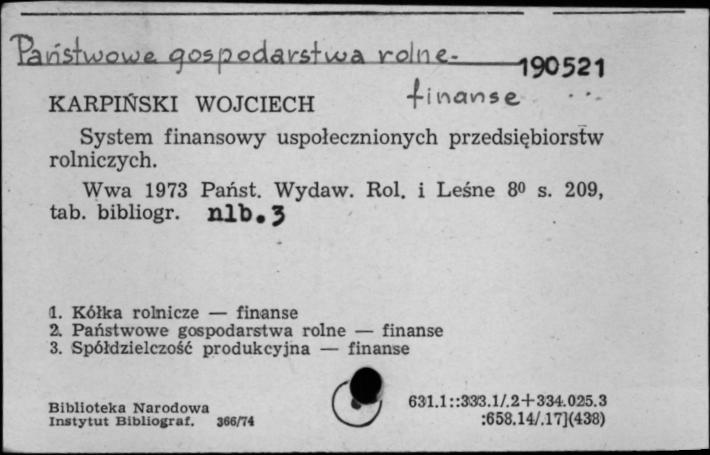 Państwowe gospodarstwa rolne-
190521
finanse
KARPIŃSKI WOJCIECH
System finansowy uspołecznionych przedsiębiorstw
rolniczych.
Wwa 1973 Państ. Wydaw. Rol. i Leśne 8⁰ s. 209,
tab. bibliogr. nlb. 3
1. Kółka rolnicze — finanse
2. Państwowe gospodarstwa rolne — finanse
3. Spółdzielczość produkcyjna — finanse
Biblioteka Narodowa
Instytut Bibliograf. 366/74
631.1::333.1/.2+334.025.3
:658.14/.17](438)